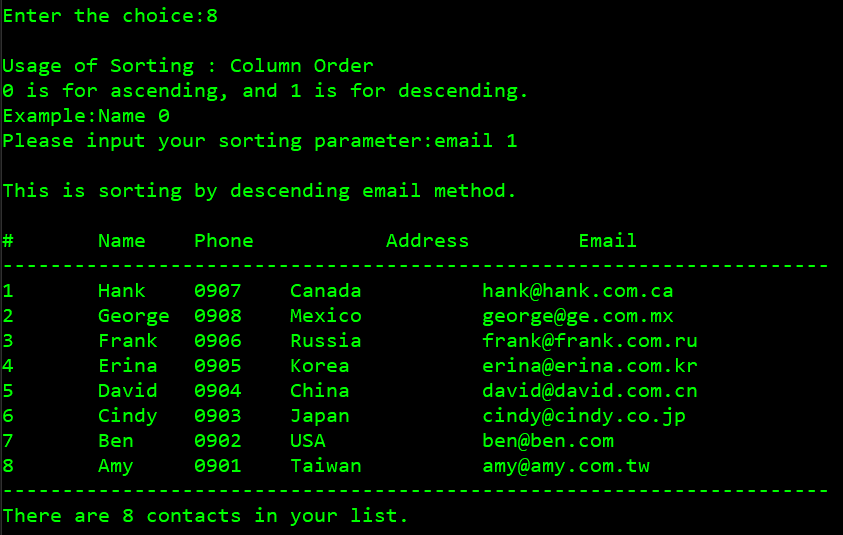 Enter the choice:8
Usage of Sorting : Column Order
0 is for ascending, and 1 is for descending.
Example:Name 0
Please input your sorting parameter:email 1
This is sorting by descending email method.
# Name Phone Address Email
---------------------------------------------------------------------
1 Hank 0907 Canada hank@hank.com.ca
2 George 0908 Mexico george@ge.com.mx
3 Frank 0906 Russia frank@frank.com.ru
4 Erina 0905 Korea erina@erina.com.kr
5 David 0904 China david@david.com.cn
6 Cindy 0903 Japan cindy@cindy.co.jp
7 Ben 0902 USA ben@ben.com
8 Amy 0901 Taiwan amy@amy.com.tw
---------------------------------------------------------------------
There are 8 contacts in your list.